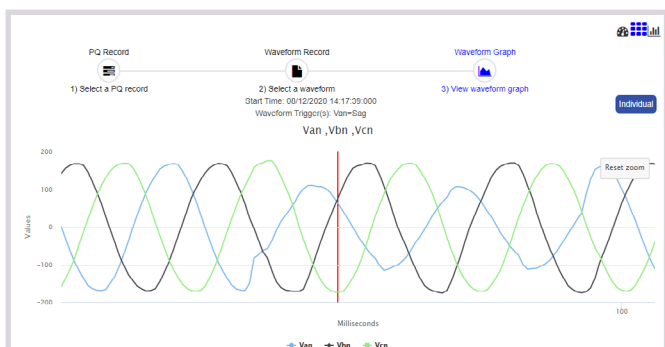 PQ Record
Waveform Record
Waveform Graph
1) Select a PQ record
2) Select a waveform
3) View waveform graph
Start Time: 08/12/2020 14:17:39:000
Waveform Trigger(s): Van=Sag
Individual
Van ,Vbn ,Vcn
Reset zoom
200
100
0
-100
-200
Values
100
Milliseconds
Van Vbn Vcn